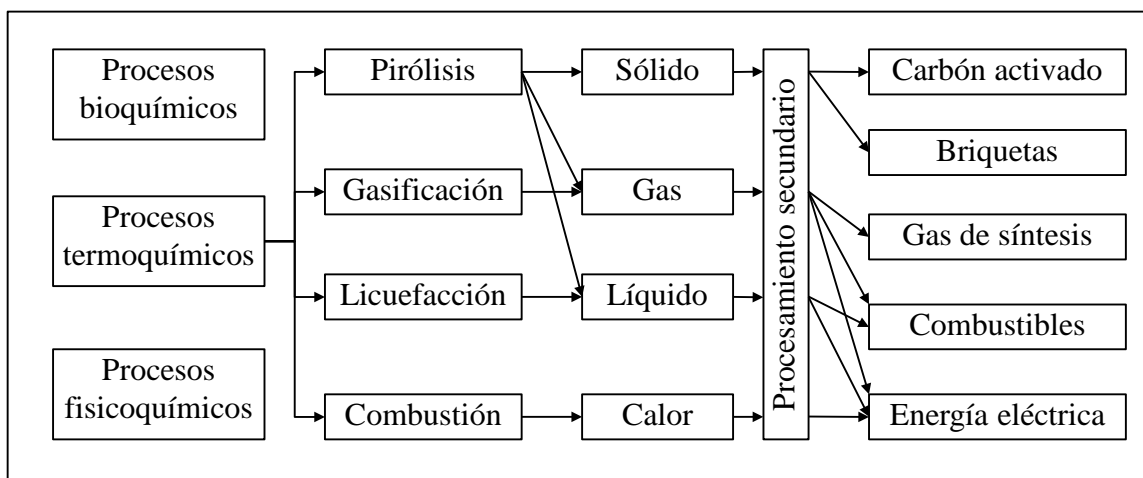 Procesos
bioquímicos
Procesos
termoquímicos
Procesos
fisicoquímicos
Pirólisis
Gasificación
Licuefacción
Combustión
Sólido
Gas
Líquido
Calor
Procesamiento secundario
Carbón activado
Briquetas
Gas de síntesis
Combustibles
Energía eléctrica